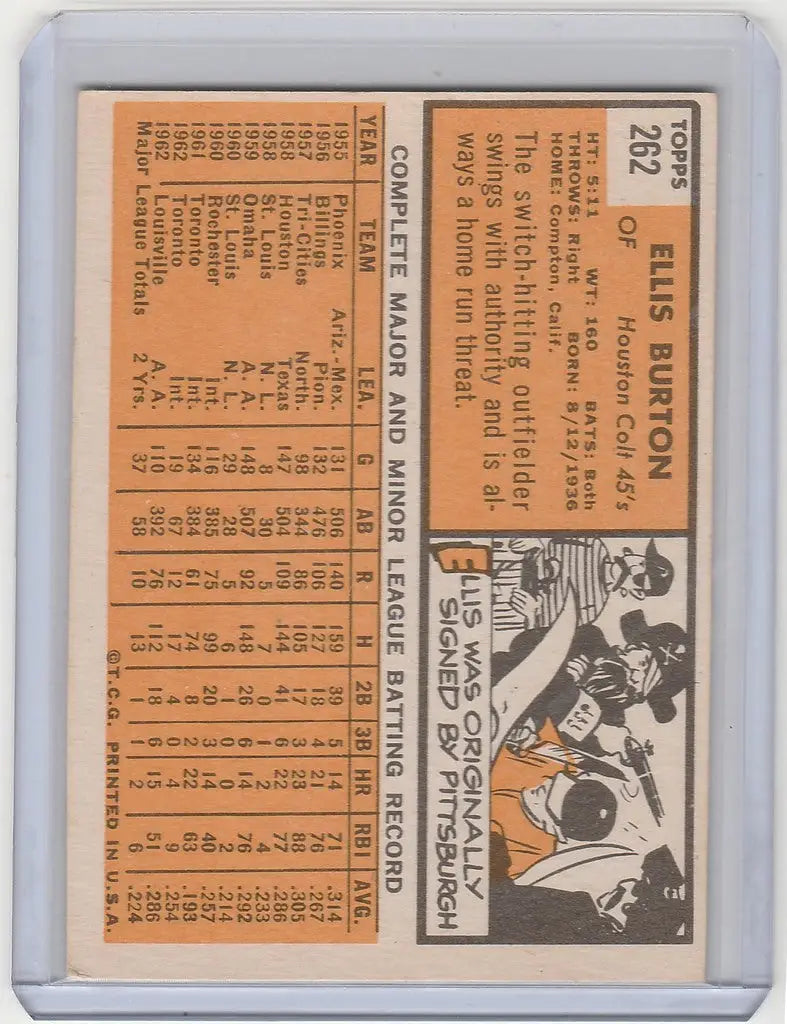 TOPPS
262
ELLIS BURTON
OF Houston Colt 45's
HT: 5:11 WT: 160 BATS: Both
THROWS: Right BORN: 8/12/1936
HOME: Compton, Calif.
The switch-hitting outfielder
swings with authority and is al-
ways a home run threat.
ELLIS WAS ORIGINALLY
SIGNED BY PITTSBURGH
COMPLETE MAJOR AND MINOR LEAGUE BATTING RECORD
YEAR TEAM LEA. G AB R H 2B 3B HR RBI AVG.
1955 Phoenix Ariz.-Mex. 131 506 140 159 39 5 14 71 .314
1956 Billings Pion. 132 476 106 127 18 4 21 76 .267
1957 Tri-Cities North. 98 344 86 105 17 3 23 88 .305
1958 Houston Texas 147 504 109 144 41 6 22 77 .286
1958 St. Louis N. L. 8 30 5 7 0 1 2 4 .233
1959 Omaha A. A. 148 507 92 148 26 6 14 76 .292
1960 St. Louis N. L. 29 28 5 6 1 0 0 2 .214
1960 Rochester Int. 116 385 75 99 20 3 14 40 .257
1961 Toronto Int. 134 384 61 74 8 2 22 63 .193
1962 Toronto Int. 19 67 12 17 4 0 4 9 .254
1962 Louisville A. A. 110 392 76 112 18 6 15 51 .286
Major League Totals 2 Yrs. 37 58 10 13 1 1 2 6 .224
©T.C.G. PRINTED IN U.S.A.